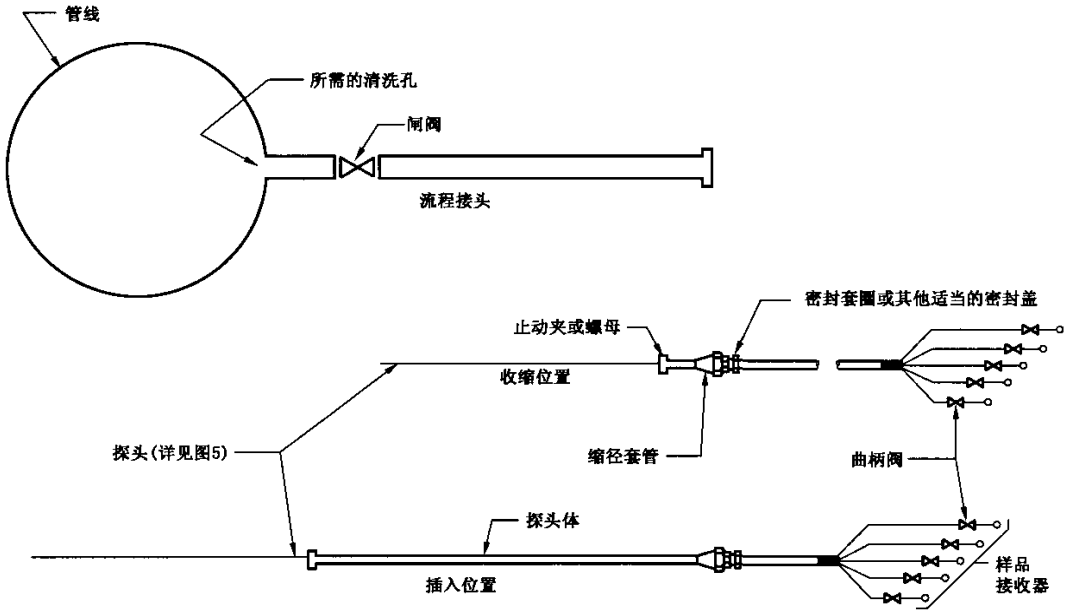 管线
所需的清洗孔
闸阀
流程接头
密封套圈或其他适当的密封盖
止动夹或螺母
收缩位置
探头(详见图5)
缩径套管
曲柄阀
探头体
插入位置
样品
接收器